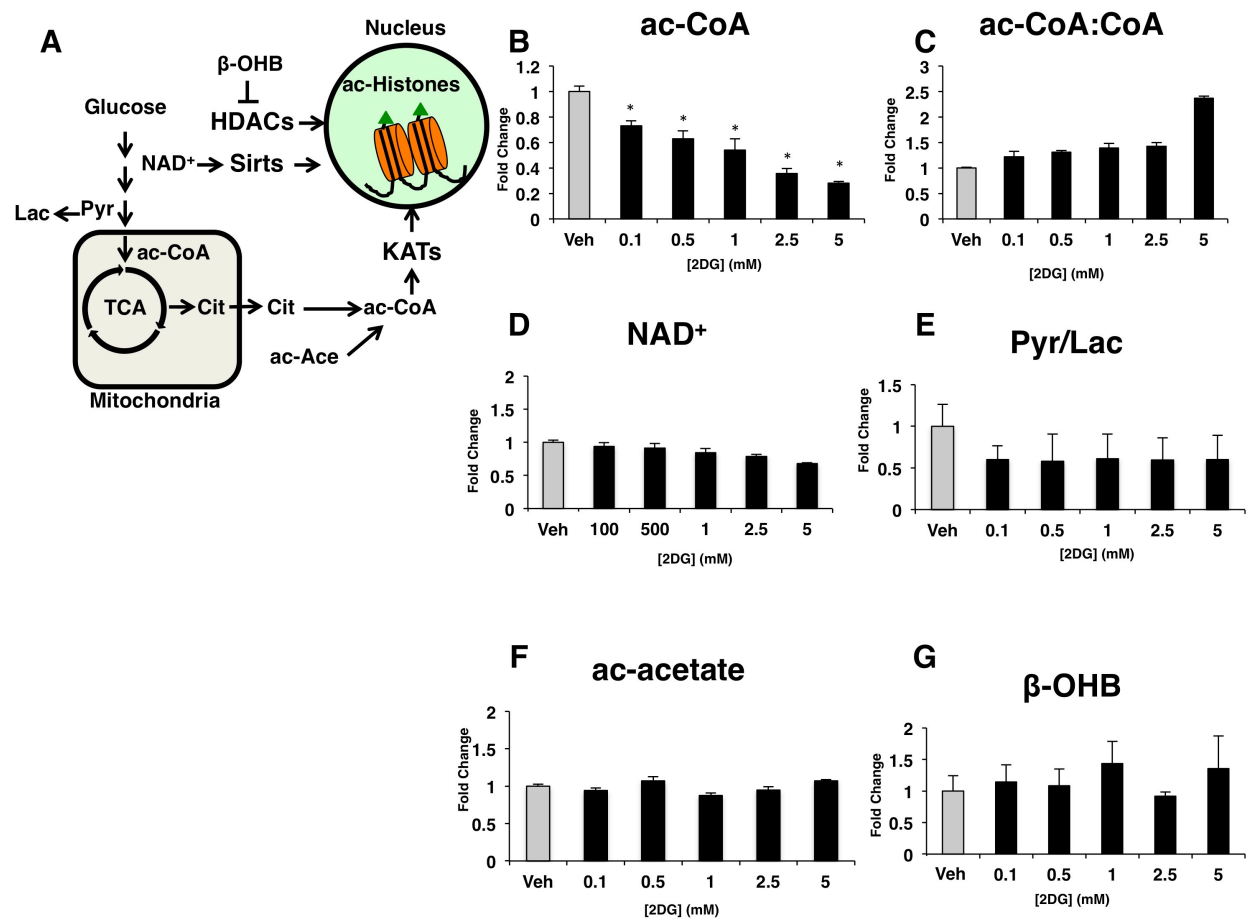 A
Nucleus
β-OHB
ac-Histones
Glucose
HDACs
NAD+
Sirts
Lac
Pyr
ac-CoA
KATs
TCA
Cit
Cit
ac-CoA
ac-Ace
Mitochondria
B
ac-CoA
Fold Change
1.2
1
0.8
0.6
0.4
0.2
0
*
*
*
*
*
Veh 0.1 0.5 1 2.5 5
[2DG] (mM)
C
ac-CoA:CoA
Fold Change
3
2.5
2
1.5
1
0.5
0
Veh 0.1 0.5 1 2.5 5
[2DG] (mM)
D
NAD+
Fold Change
2
1.5
1
0.5
0
Veh 100 500 1 2.5 5
[2DG] (mM)
E
Pyr/Lac
Fold Change
1.5
1
0.5
0
Veh 0.1 0.5 1 2.5 5
[2DG] (mM)
F
ac-acetate
Fold Change
2
1.5
1
0.5
0
Veh 0.1 0.5 1 2.5 5
[2DG] (mM)
G
β-OHB
Fold Change
2
1.5
1
0.5
0
Veh 0.1 0.5 1 2.5 5
[2DG] (mM)